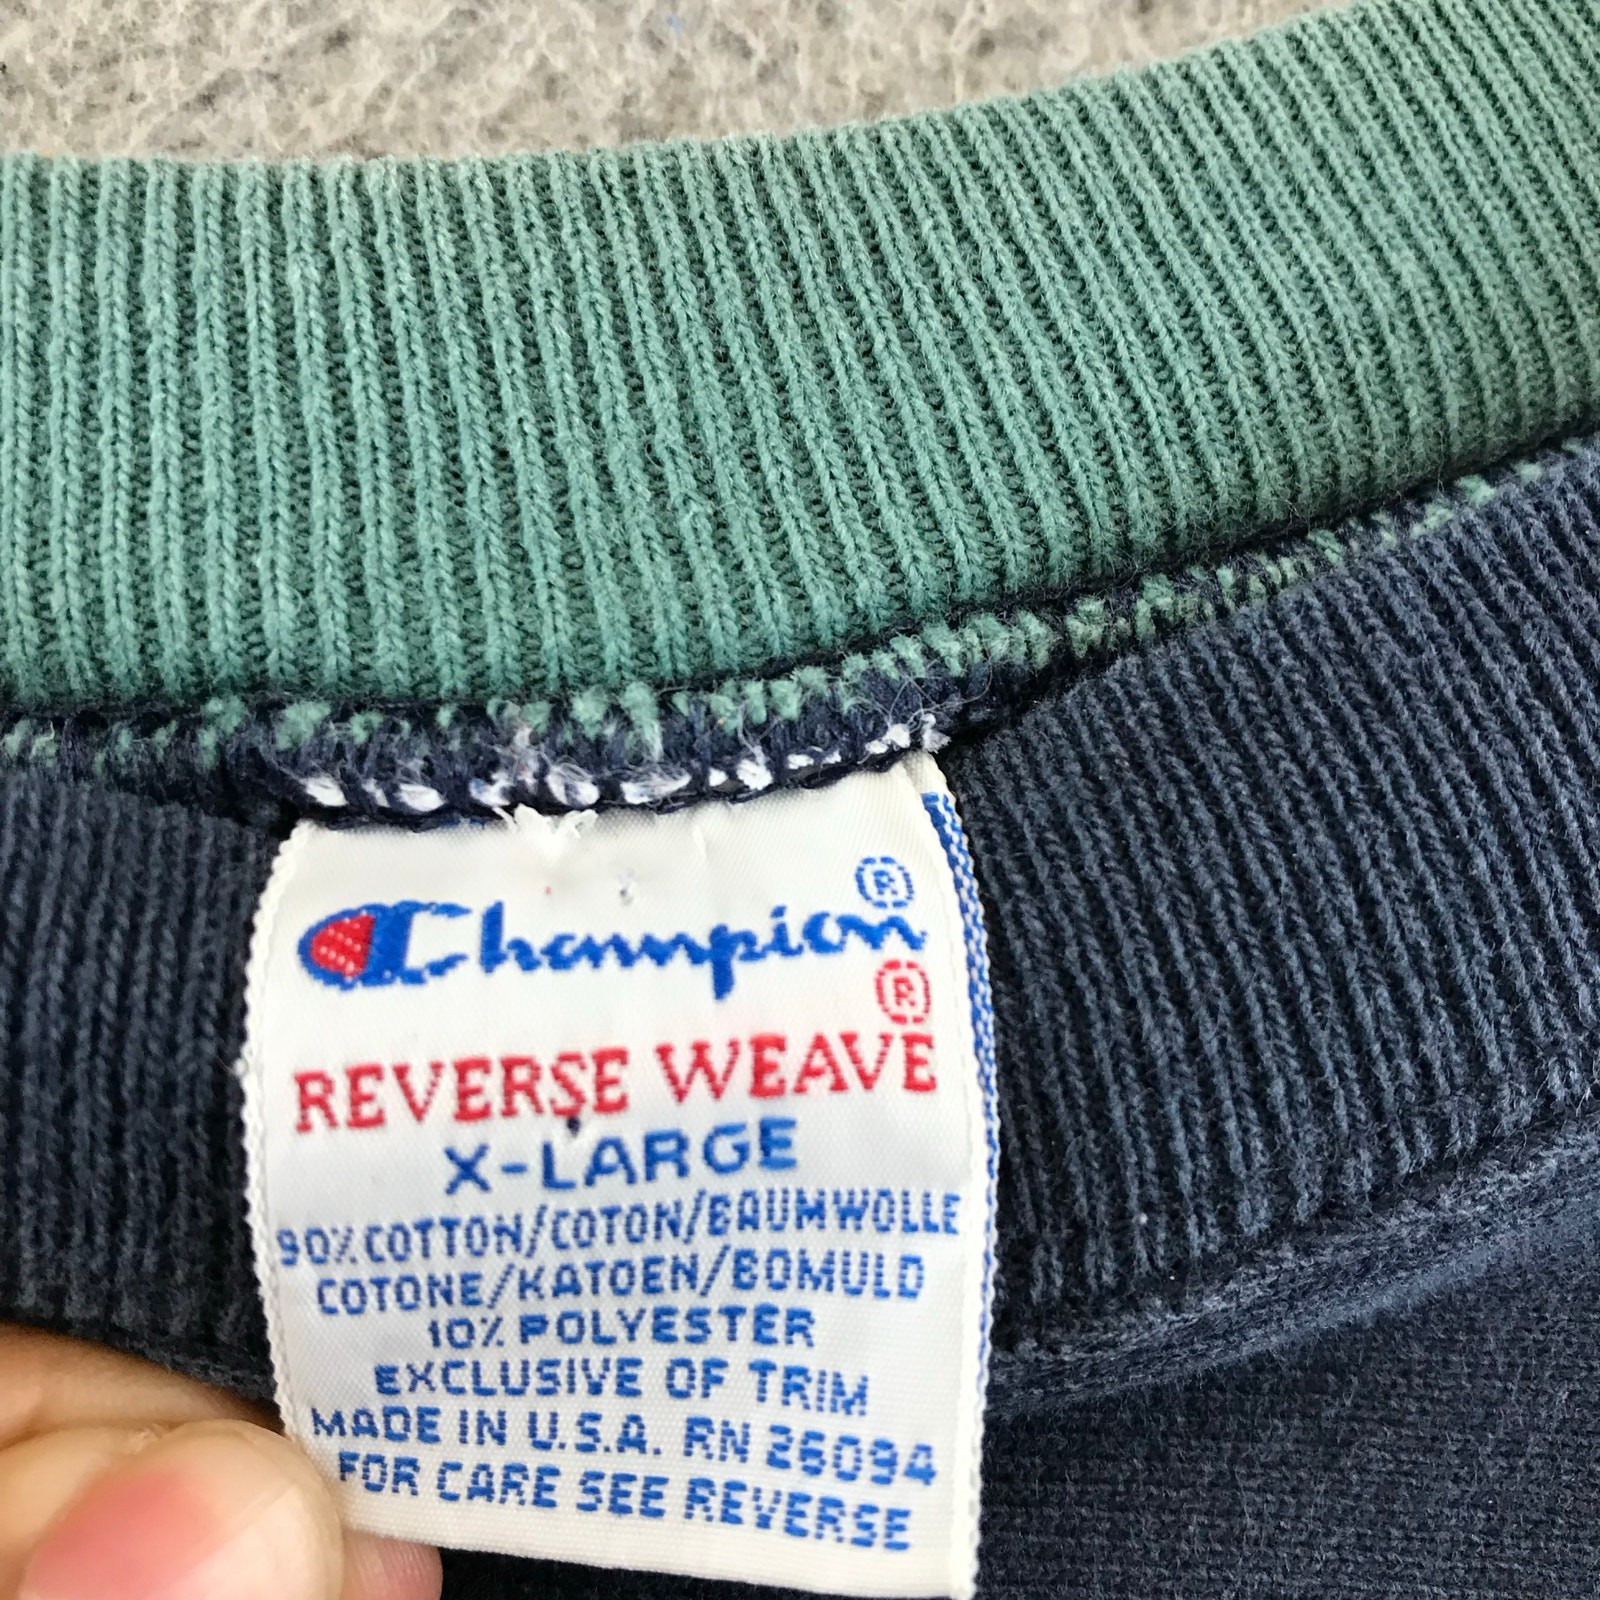 Champion®
REVERSE WEAVE®
X-LARGE
90% COTTON/COTON/BAUMWOLLE
COTONE/KATOEN/BOMULD
10% POLYESTER
EXCLUSIVE OF TRIM
MADE IN U.S.A. RN 26094
FOR CARE SEE REVERSE